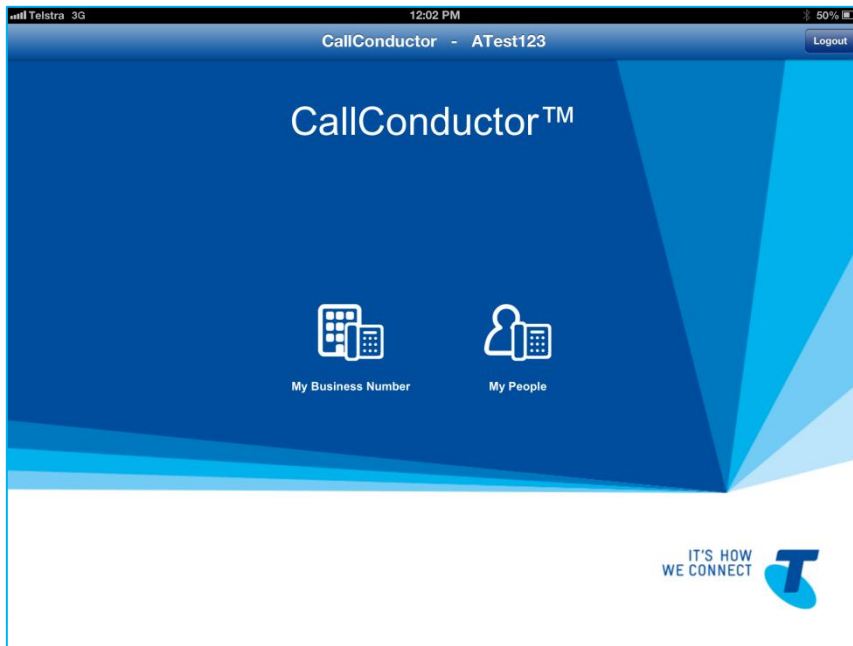 Telstra 3G 12:02 PM 50%
CallConductor - ATest123 Logout
CallConductor™
My Business Number My People
IT'S HOW
WE CONNECT
T